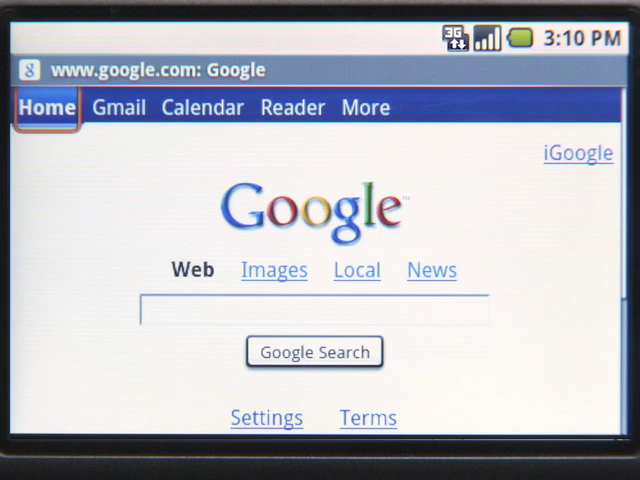 3G 3:10 PM
g www.google.com: Google
Home Gmail Calendar Reader More
iGoogle
Google™
Web Images Local News
Google Search
Settings Terms